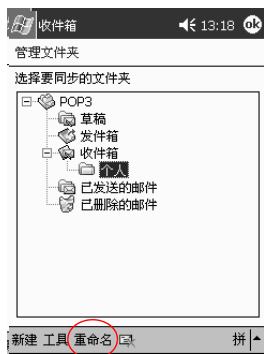 收件箱 13:18 ok
管理文件夹
选择要同步的文件夹
POP3
草稿
发件箱
收件箱
个人
已发送的邮件
已删除的邮件
新建 工具 重命名 拼